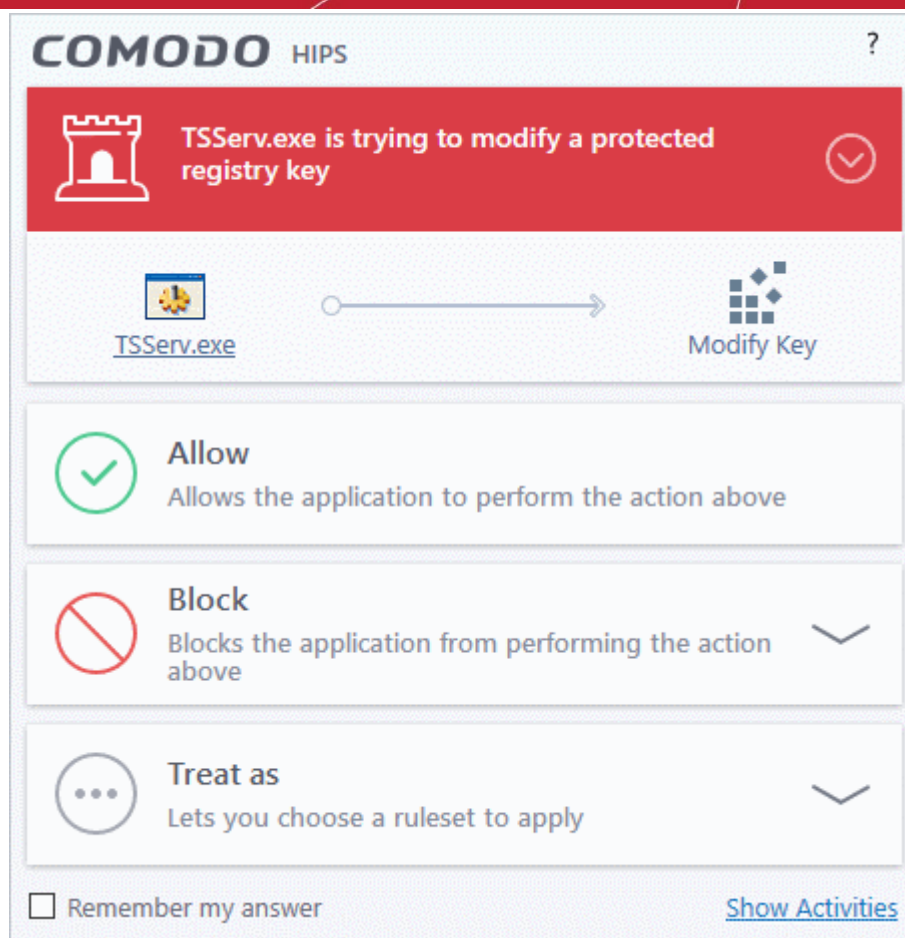 COMODO HIPS ?
TSServ.exe is trying to modify a protected
registry key
TSServ.exe
Modify Key
Allow
Allows the application to perform the action above
Block
Blocks the application from performing the action
above
Treat as
Lets you choose a ruleset to apply
Remember my answer
Show Activities